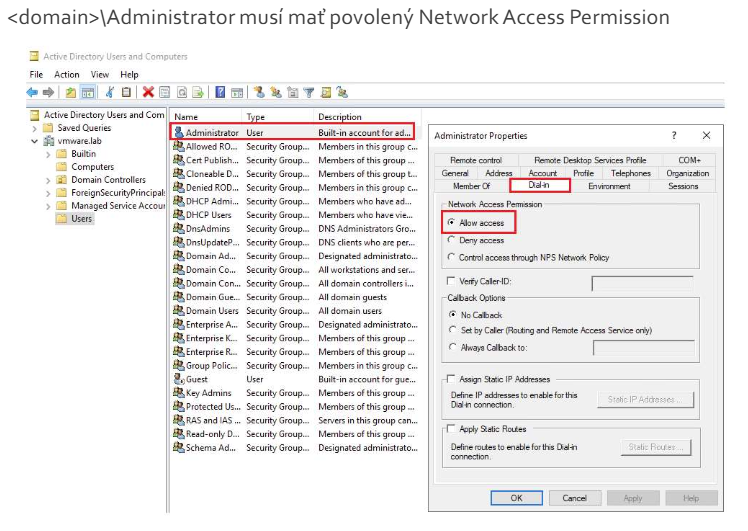 <domain>\Administrator musí mať povolený Network Access Permission
Active Directory Users and Computers
File Action View Help
Active Directory Users and Com
Saved Queries
vmware.lab
Builtin
Computers
Domain Controllers
ForeignSecurityPrincipals
Managed Service Accour
Users
Name Type Description
Administrator User Built-in account for ad...
Allowed RO... Security Group... Members in this group c...
Cert Publish... Security Group... Members of this group ...
Cloneable D... Security Group... Members of this group t...
Denied ROD... Security Group... Members in this group c...
DHCP Admi... Security Group... Members who have ad...
DHCP Users Security Group... Members who have vie...
DnsAdmins Security Group... DNS Administrators Gro...
DnsUpdateP... Security Group... DNS clients who are per...
Domain Ad... Security Group... Designated administrato...
Domain Co... Security Group... All workstations and ser...
Domain Con... Security Group... All domain controllers i...
Domain Gue... Security Group... All domain guests
Domain Users Security Group... All domain users
Enterprise A... Security Group... Designated administrato...
Enterprise K... Security Group... Members of this group ...
Enterprise R... Security Group... Members of this group ...
Group Polic... Security Group... Members in this group c...
Guest User Built-in account for gue...
Key Admins Security Group... Members of this group ...
Protected Us... Security Group... Members of this group ...
RAS and IAS ... Security Group... Servers in this group can...
Read-only D... Security Group... Members of this group ...
Schema Ad... Security Group... Designated administrato...
Administrator Properties ? ×
Remote control Remote Desktop Services Profile COM+
General Address Account Profile Telephones Organization
Member Of Dial-in Environment Sessions
Network Access Permission
Allow access
Deny access
Control access through NPS Network Policy
Verify Caller-ID:
Callback Options
No Callback
Set by Caller (Routing and Remote Access Service only)
Always Callback to:
Assign Static IP Addresses
Define IP addresses to enable for this
Dial-in connection.
Static IP Addresses ...
Apply Static Routes
Define routes to enable for this Dial-in
connection.
Static Routes ...
OK Cancel Apply Help